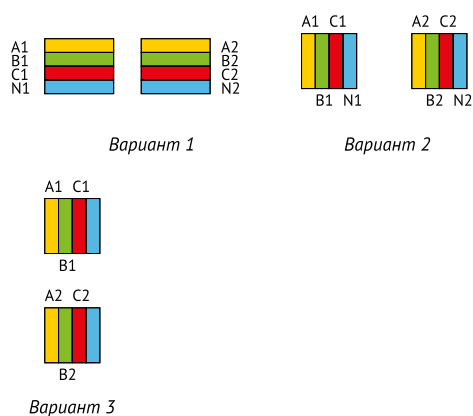 A1
B1
C1
N1
A2
B2
C2
N2
Вариант 1
A1 C1
B1 N1
A2 C2
B2 N2
Вариант 2
A1 C1
B1
A2 C2
B2
Вариант 3